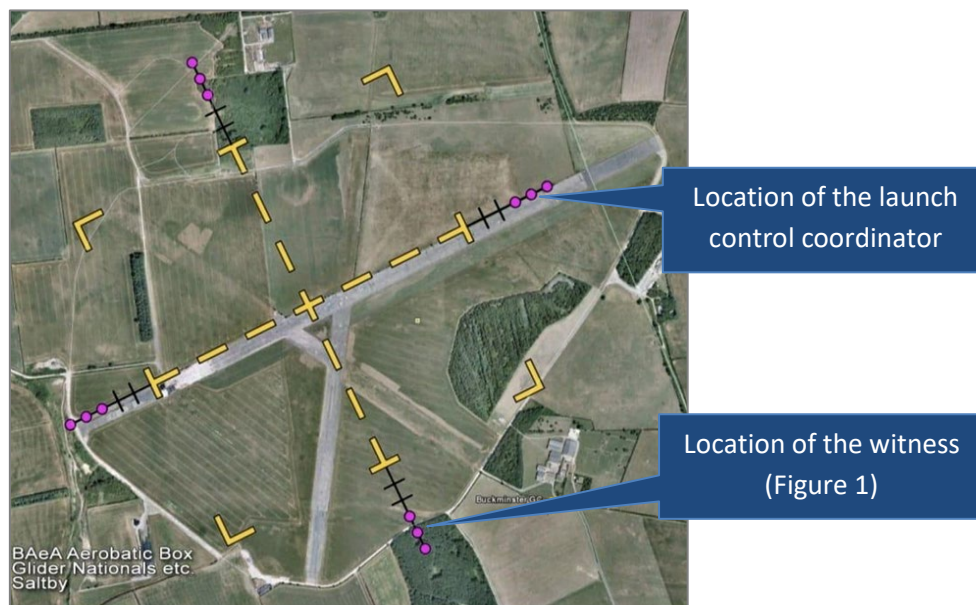 Location of the launch
control coordinator
Location of the witness
(Figure 1)
Buckminster GC
BAeA Aerobatic Box
Glider Nationals etc.
Saltby